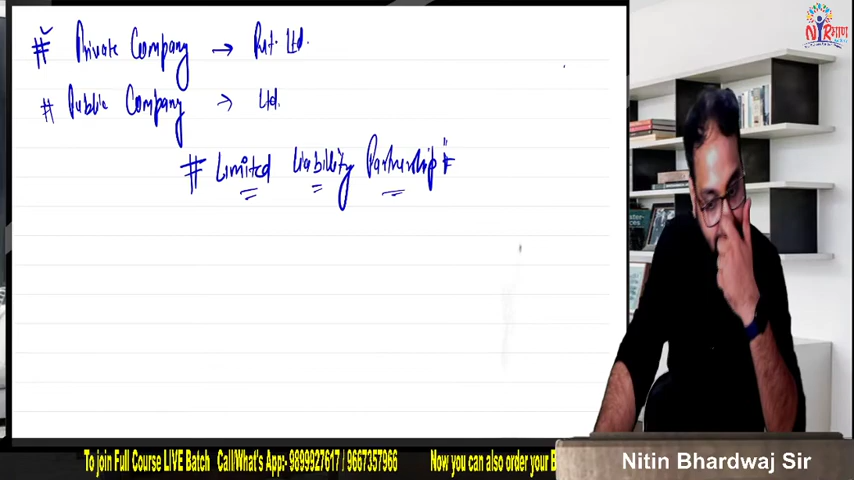 # Private Company → Pvt. Ltd.
# Public Company → Ltd.
# Limited Liability Partnership #
To join Full Course LIVE Batch Call/What's App:- 9899927617 / 9667357966 Now you can also order your B
Nitin Bhardwaj Sir